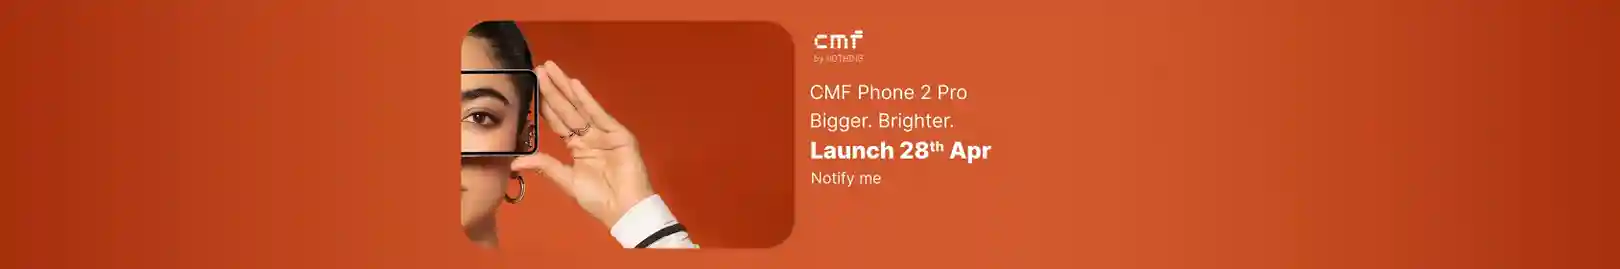 cmf
by NOTHING
CMF Phone 2 Pro
Bigger. Brighter.
Launch 28th Apr
Notify me